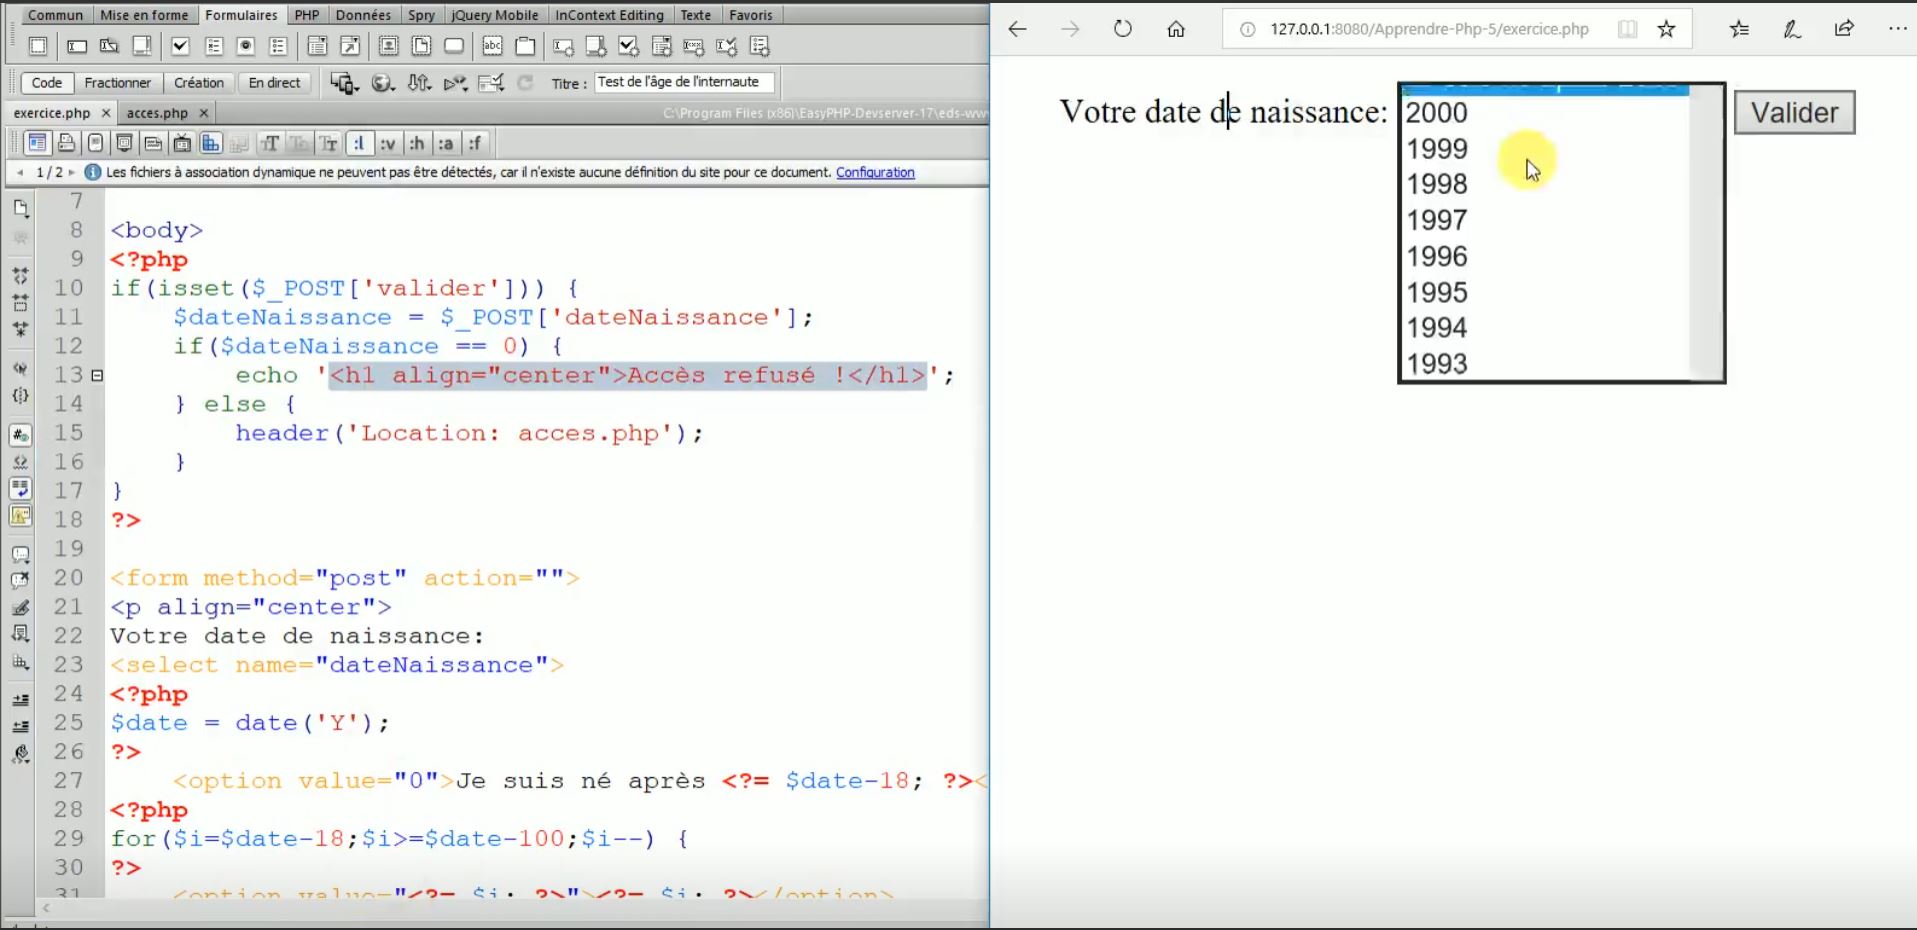 Commun Mise en forme Formulaires PHP Données Spry jQuery Mobile InContext Editing Texte Favoris
Code Fractionner Création En direct Titre : Test de l'âge de l'internaute
exercice.php × acces.php × C:\Program Files (x86)\EasyPHP-Devserver-17\eds-ww
:l :v :h :a :f
1/2 Les fichiers à association dynamique ne peuvent pas être détectés, car il n'existe aucune définition du site pour ce document. Configuration
7
8 <body>
9 <?php
10 if(isset($_POST['valider'])) {
11 $dateNaissance = $_POST['dateNaissance'];
12 if($dateNaissance == 0) {
13 echo '<h1 align="center">Accès refusé !</h1>';
14 } else {
15 header('Location: acces.php');
16 }
17 }
18 ?>
19
20 <form method="post" action="">
21 <p align="center">
22 Votre date de naissance:
23 <select name="dateNaissance">
24 <?php
25 $date = date('Y');
26 ?>
27 <option value="0">Je suis né après <?= $date-18; ?><
28 <?php
29 for($i=$date-18;$i>=$date-100;$i--) {
30 ?>
31 <option value="<?= $i; ?>"><?= $i; ?></option>
127.0.0.1:8080/Apprendre-Php-5/exercice.php
Votre date de naissance:
2000
1999
1998
1997
1996
1995
1994
1993
Valider